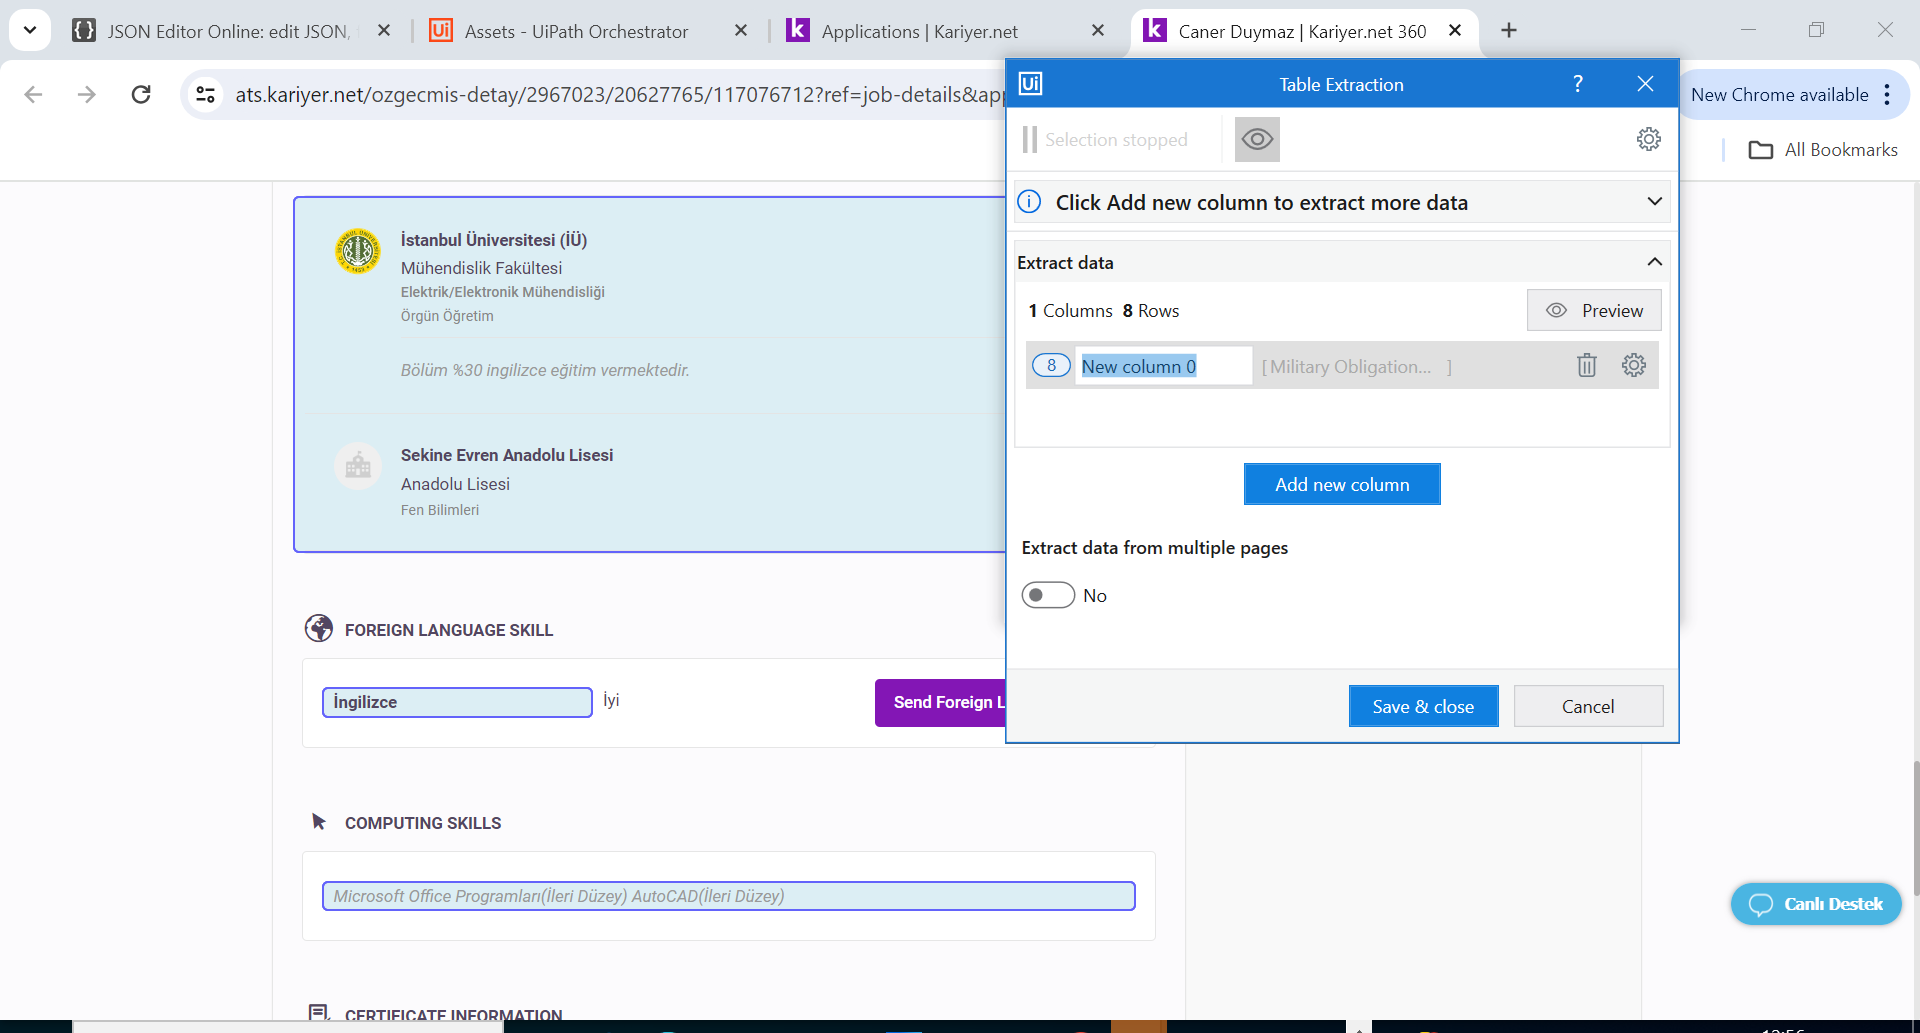 JSON Editor Online: edit JSON,
Assets - UiPath Orchestrator
Applications | Kariyer.net
Caner Duymaz | Kariyer.net 360
ats.kariyer.net/ozgecmis-detay/2967023/20627765/117076712?ref=job-details&app
New Chrome available
All Bookmarks
Ui
Table Extraction
?
Selection stopped
Click Add new column to extract more data
Extract data
1 Columns 8 Rows
Preview
8
New column 0
[ Military Obligation... ]
Add new column
Extract data from multiple pages
No
Save & close
Cancel
İstanbul Üniversitesi (İÜ)
Mühendislik Fakültesi
Elektrik/Elektronik Mühendisliği
Örgün Öğretim
Bölüm %30 ingilizce eğitim vermektedir.
Sekine Evren Anadolu Lisesi
Anadolu Lisesi
Fen Bilimleri
FOREIGN LANGUAGE SKILL
İngilizce
İyi
Send Foreign L
COMPUTING SKILLS
Microsoft Office Programları(İleri Düzey) AutoCAD(İleri Düzey)
CERTIFICATE INFORMATION
Canlı Destek